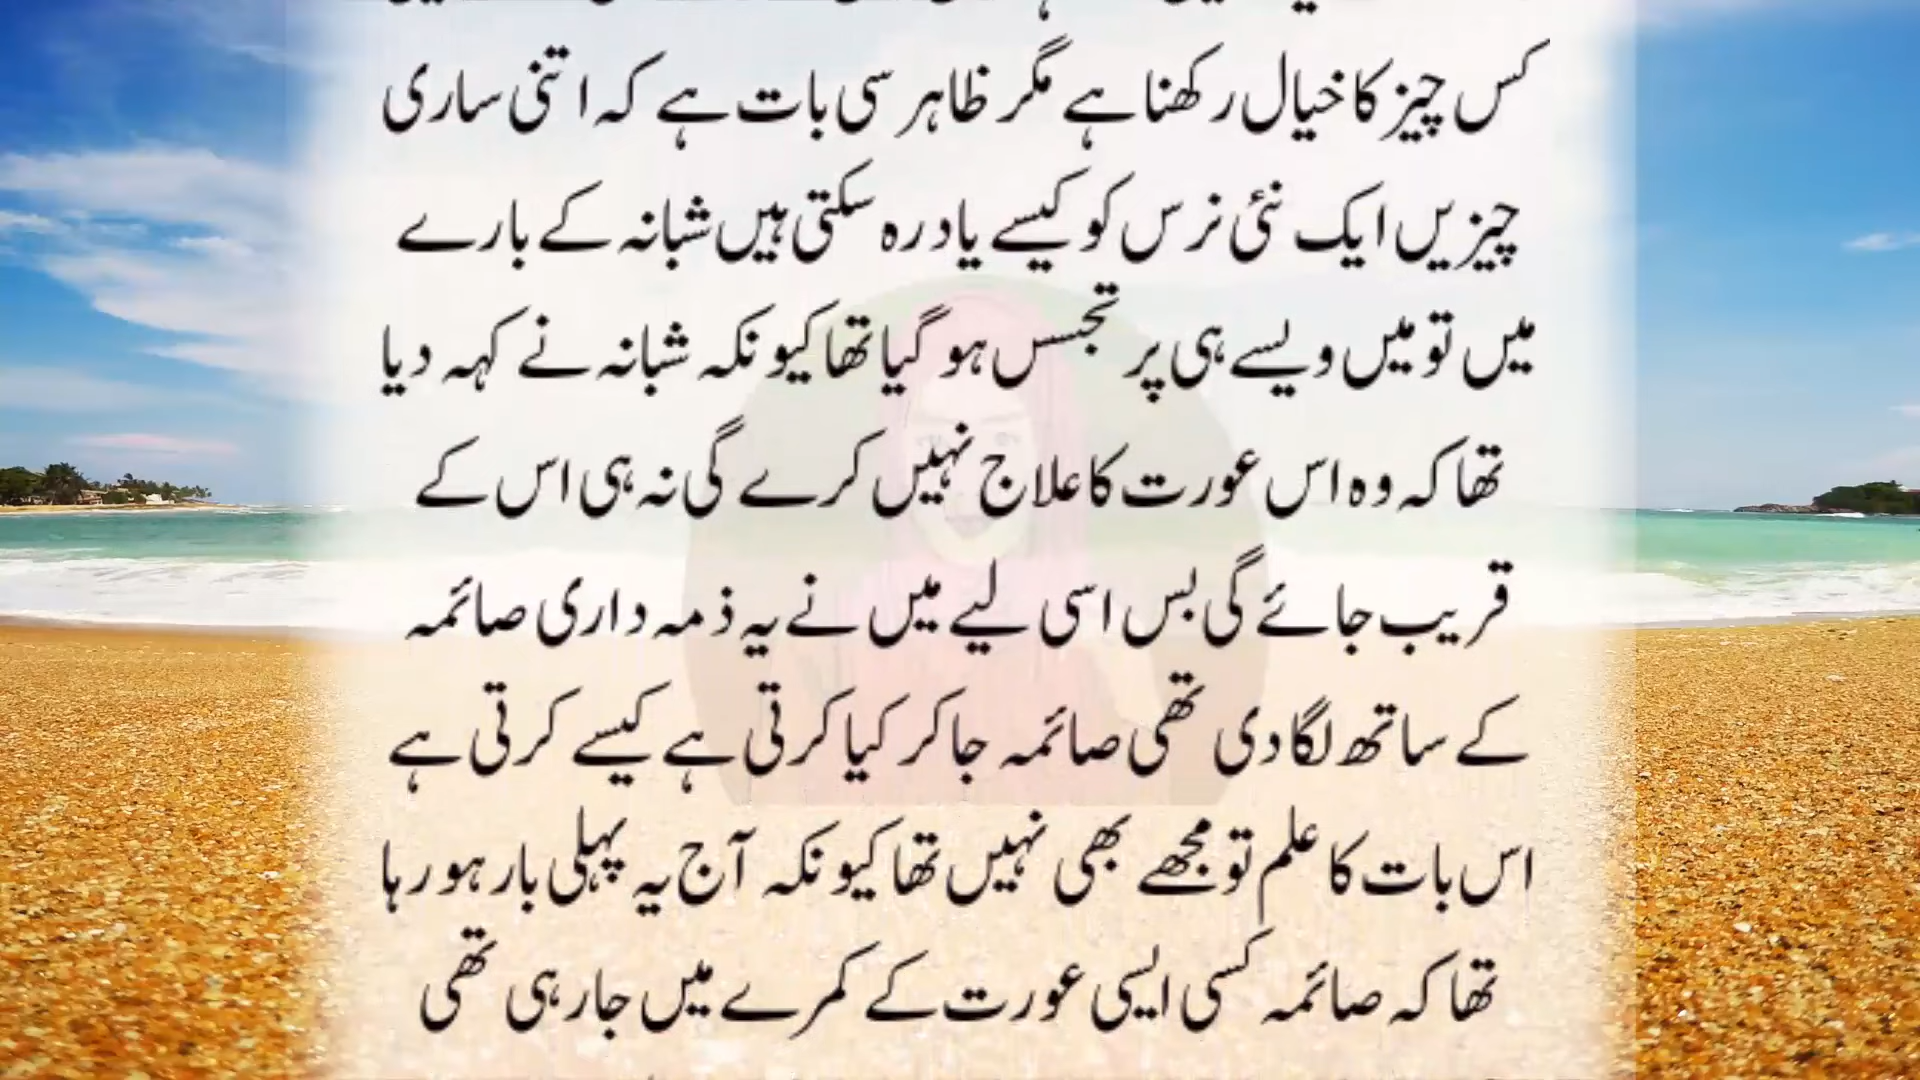 کس چیز کا خیال رکھنا ہے مگر ظاہر سی بات ہے کہ اتنی ساری
چیزیں ایک نئی نرس کو کیسے یاد رہ سکتی ہیں شبانہ کے بارے
میں تو میں ویسے ہی پر تجسس ہو گیا تھا کیونکہ شبانہ نے کہہ دیا
تھا کہ وہ اس عورت کا علاج نہیں کرے گی نہ ہی اس کے
قریب جائے گی بس اسی لیے میں نے یہ ذمہ داری صائمہ
کے ساتھ لگا دی تھی صائمہ جا کر کیا کرتی ہے کیسے کرتی ہے
اس بات کا علم تو مجھے بھی نہیں تھا کیونکہ آج یہ پہلی بار ہو رہا
تھا کہ صائمہ کسی ایسی عورت کے کمرے میں جا رہی تھی